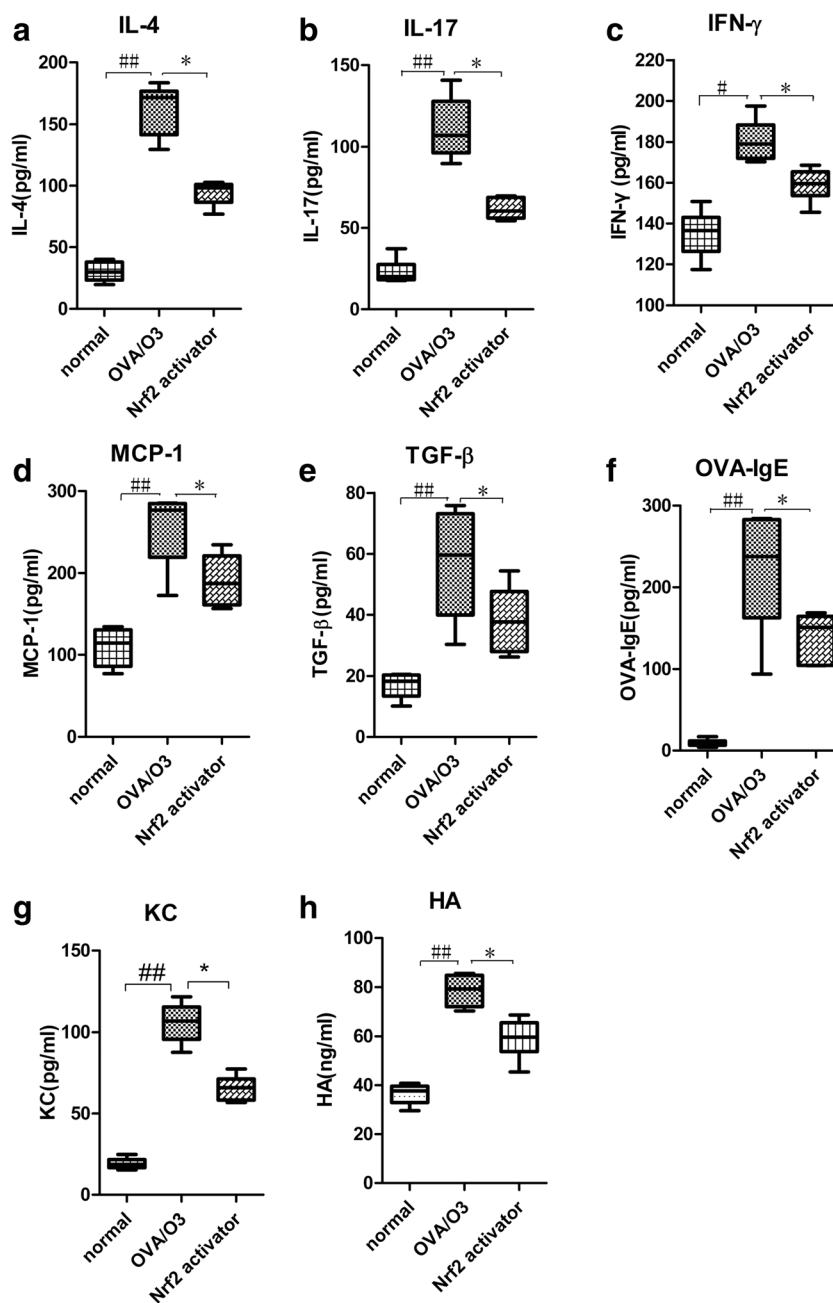 a IL-4
## *
IL-4(pg/ml)
200
150
100
50
0
normal
OVA/O3
Nrf2 activator
b IL-17
## *
IL-17(pg/ml)
150
100
50
0
normal
OVA/O3
Nrf2 activator
c IFN-γ
# *
IFN-γ (pg/ml)
220
200
180
160
140
120
100
normal
OVA/O3
Nrf2 activator
d MCP-1
## *
MCP-1(pg/ml)
300
200
100
0
normal
OVA/O3
Nrf2 activator
e TGF-β
## *
TGF-β(pg/ml)
80
60
40
20
0
normal
OVA/O3
Nrf2 activator
f OVA-IgE
## *
OVA-IgE(pg/ml)
300
200
100
0
normal
OVA/O3
Nrf2 activator
g KC
## *
KC(pg/ml)
150
100
50
0
normal
OVA/O3
Nrf2 activator
h HA
## *
HA(ng/ml)
100
80
60
40
20
0
normal
OVA/O3
Nrf2 activator